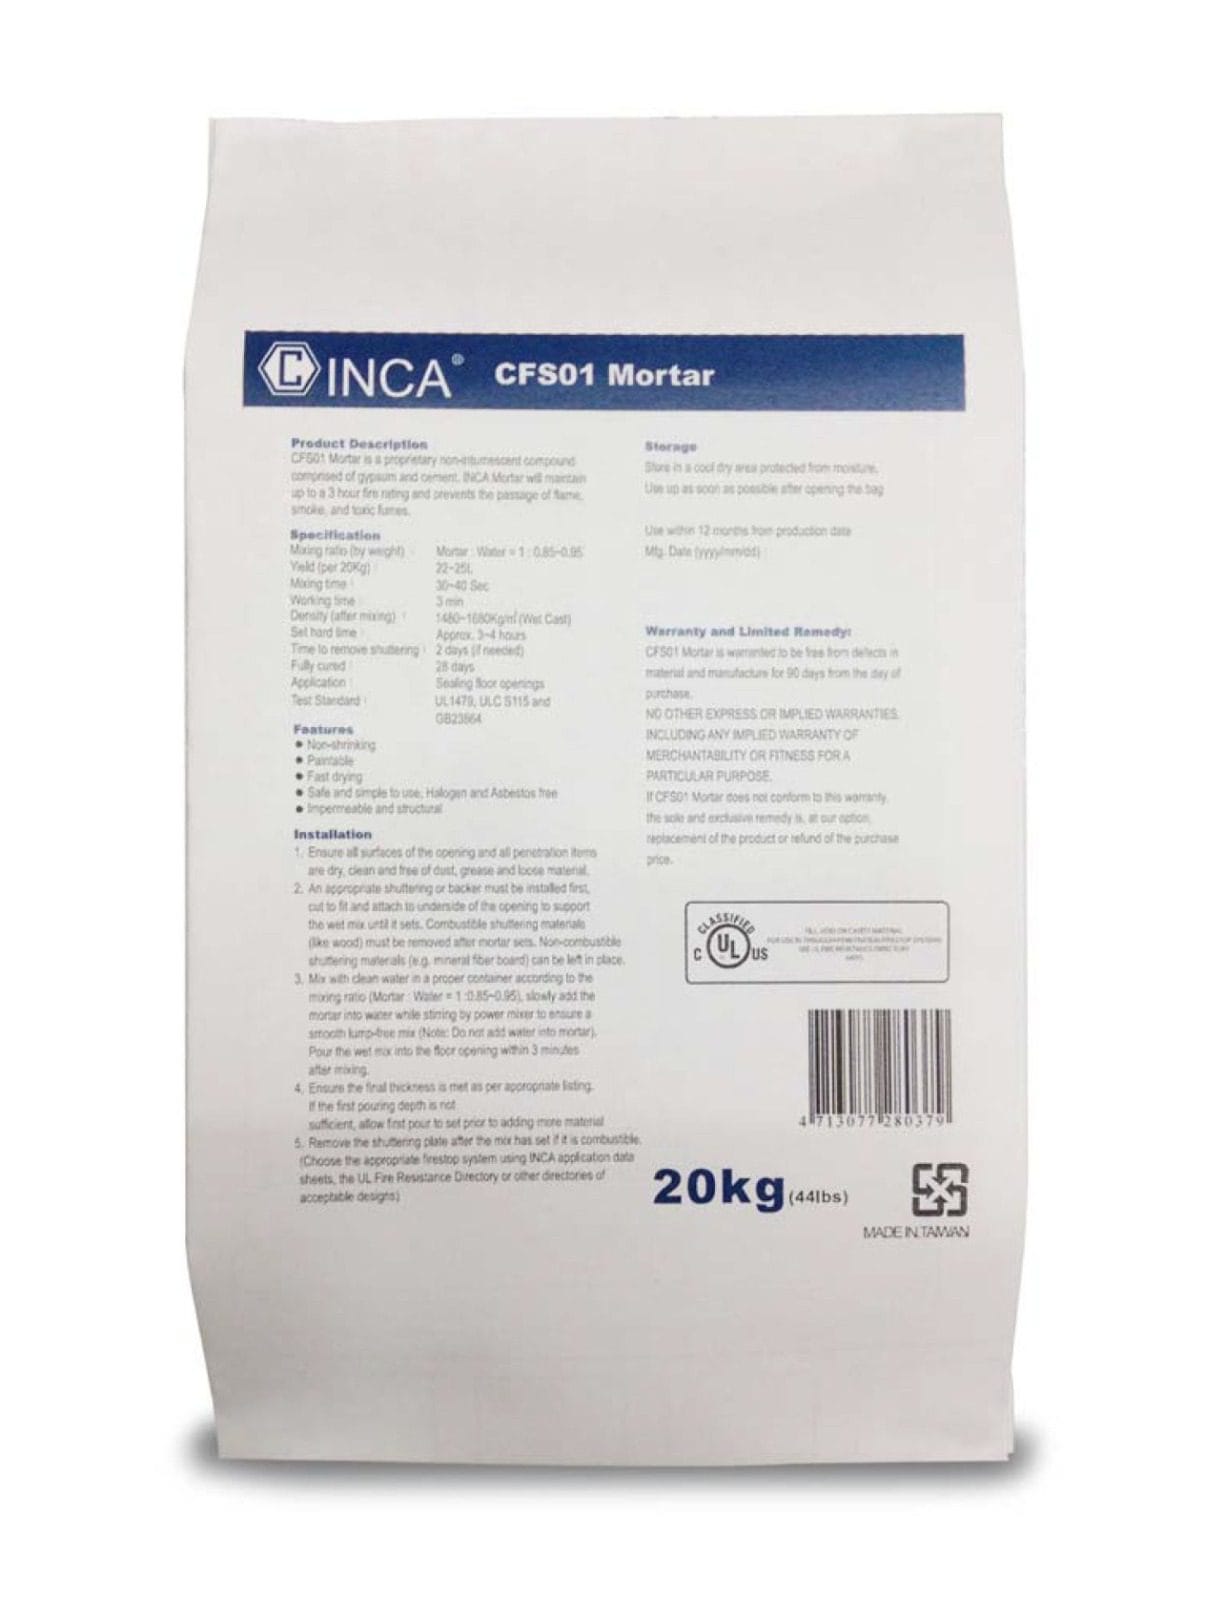 C INCA® CFS01 Mortar
Product Description
CFS01 Mortar is a proprietary non-intumescent compound
comprised of gypsum and cement. INCA Mortar will maintain
up to a 3 hour fire rating and prevents the passage of flame,
smoke, and toxic fumes.
Specification
Mixing ratio (by weight) : Mortar : Water = 1 : 0.85~0.95
Yield (per 20Kg) : 22~25L
Mixing time : 30~40 Sec
Working time : 3 min
Density (after mixing) : 1480~1680Kg/㎥ (Wet Cast)
Set hard time : Approx. 3~4 hours
Time to remove shuttering : 2 days (if needed)
Fully cured : 28 days
Application : Sealing floor openings
Test Standard : UL1479, ULC S115 and
GB23864
Features
● Non-shrinking
● Paintable
● Fast drying
● Safe and simple to use, Halogen and Asbestos free
● Impermeable and structural
Installation
1. Ensure all surfaces of the opening and all penetration items
are dry, clean and free of dust, grease and loose material.
2. An appropriate shuttering or backer must be installed first,
cut to fit and attach to underside of the opening to support
the wet mix until it sets. Combustible shuttering materials
(like wood) must be removed after mortar sets. Non-combustible
shuttering materials (e.g. mineral fiber board) can be left in place.
3. Mix with clean water in a proper container according to the
mixing ratio (Mortar : Water = 1 :0.85~0.95), slowly add the
mortar into water while stirring by power mixer to ensure a
smooth lump-free mix (Note: Do not add water into mortar).
Pour the wet mix into the floor opening within 3 minutes
after mixing.
4. Ensure the final thickness is met as per appropriate listing.
If the first pouring depth is not
sufficient, allow first pour to set prior to adding more material
5. Remove the shuttering plate after the mix has set if it is combustible.
(Choose the appropriate firestop system using INCA application data
sheets, the UL Fire Resistance Directory or other directories of
acceptable designs)
Storage
Store in a cool dry area protected from moisture.
Use up as soon as possible after opening the bag
Use within 12 months from production date
Mfg. Date (yyyy/mm/dd) :
Warranty and Limited Remedy:
CFS01 Mortar is warranted to be free from defects in
material and manufacture for 90 days from the day of
purchase.
NO OTHER EXPRESS OR IMPLIED WARRANTIES.
INCLUDING ANY IMPLIED WARRANTY OF
MERCHANTABILITY OR FITNESS FOR A
PARTICULAR PURPOSE.
If CFS01 Mortar does not conform to this warranty,
the sole and exclusive remedy is, at our option,
replacement of the product or refund of the purchase
price.
CLASSIFIED
C UL US
FILL, VOID OR CAVITY MATERIAL
FOR USE IN THROUGH-PENETRATION FIRESTOP SYSTEMS
SEE UL FIRE RESISTANCE DIRECTORY
4 713077 280379
20kg (44lbs)
MADE IN TAIWAN